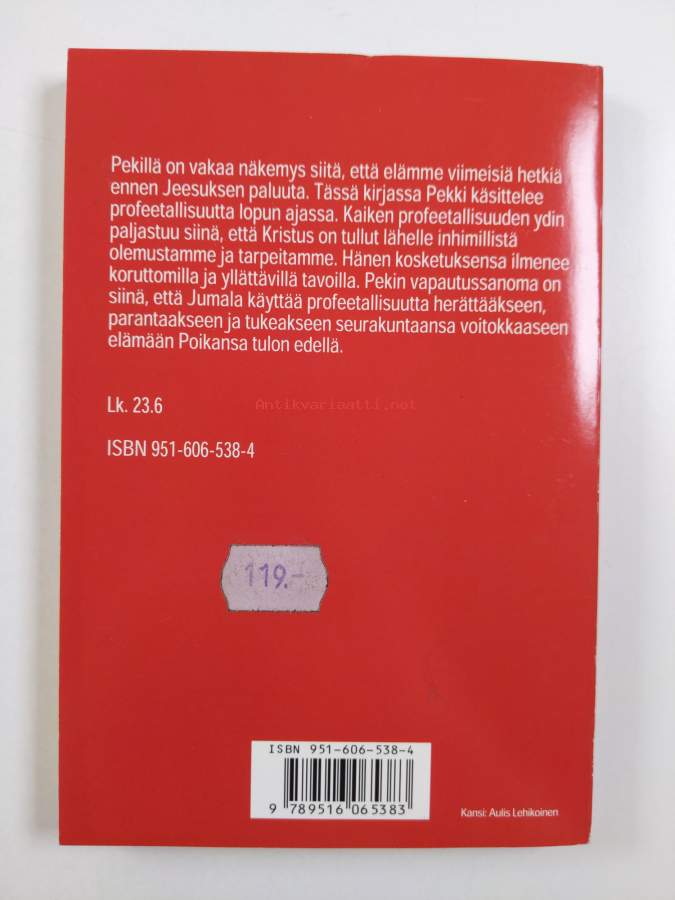 Pekillä on vakaa näkemys siitä, että elämme viimeisiä hetkiä
ennen Jeesuksen paluuta. Tässä kirjassa Pekki käsittelee
profeetallisuutta lopun ajassa. Kaiken profeetallisuuden ydin
paljastuu siinä, että Kristus on tullut lähelle inhimillistä
olemustamme ja tarpeitamme. Hänen kosketuksensa ilmenee
koruttomilla ja yllättävillä tavoilla. Pekin vapautussanoma on
siinä, että Jumala käyttää profeetallisuutta herättääkseen,
parantaakseen ja tukeakseen seurakuntaansa voitokkaaseen
elämään Poikansa tulon edellä.
Lk. 23.6
Antikvariaatti.net
ISBN 951-606-538-4
119.-
ISBN 951-606-538-4
9 789516 065383
Kansi: Aulis Lehikoinen